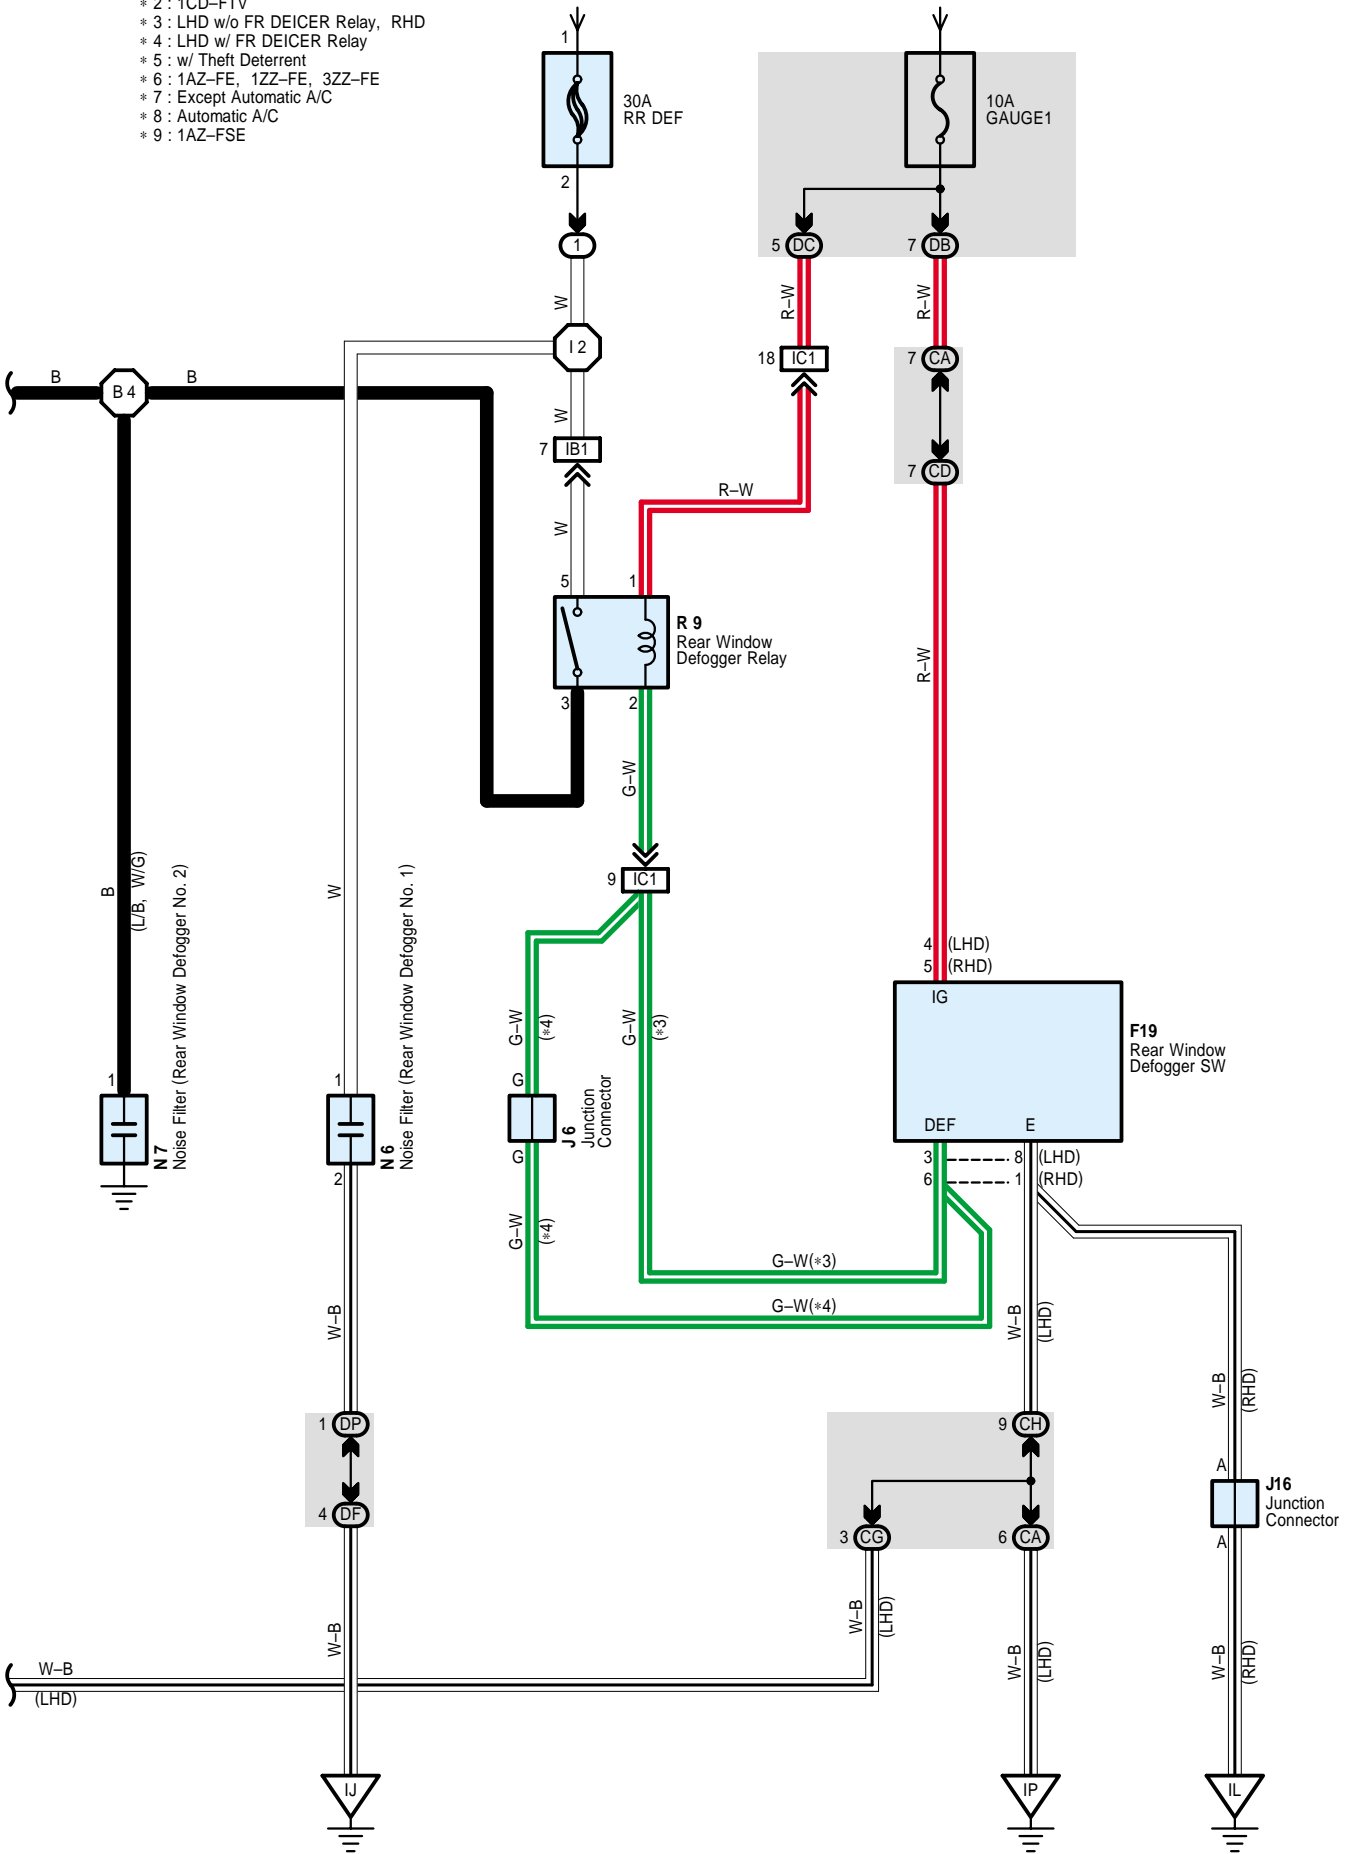 * 2 : 1CD–FTV
* 3 : LHD w/o FR DEICER Relay, RHD
* 4 : LHD w/ FR DEICER Relay
* 5 : w/ Theft Deterrent
* 6 : 1AZ–FE, 1ZZ–FE, 3ZZ–FE
* 7 : Except Automatic A/C
* 8 : Automatic A/C
* 9 : 1AZ–FSE
1
30A
RR DEF
2
1
10A
GAUGE1
5 DC
7 DB
W
R–W
R–W
I 2
18 IC1
7 CA
B
B 4
B
W
7 IB1
7 CD
R–W
W
5
1
R 9
Rear Window
Defogger Relay
R–W
3
2
G–W
B
(L/B, W/G)
Noise Filter (Rear Window Defogger No. 2)
W
Noise Filter (Rear Window Defogger No. 1)
9 IC1
4 (LHD)
5 (RHD)
IG
G–W
(*4)
G–W
(*3)
F19
Rear Window
Defogger SW
1
1
G
J 6
Junction
Connector
DEF
E
N 7
N 6
2
G
3
8 (LHD)
6
1 (RHD)
G–W
(*4)
G–W(*3)
G–W(*4)
W–B
W–B
(LHD)
W–B
(RHD)
1 DP
9 CH
A
J16
Junction
Connector
4 DF
3 CG
6 CA
A
W–B
W–B
(LHD)
W–B
(LHD)
W–B
(RHD)
W–B
(LHD)
IJ
IP
IL